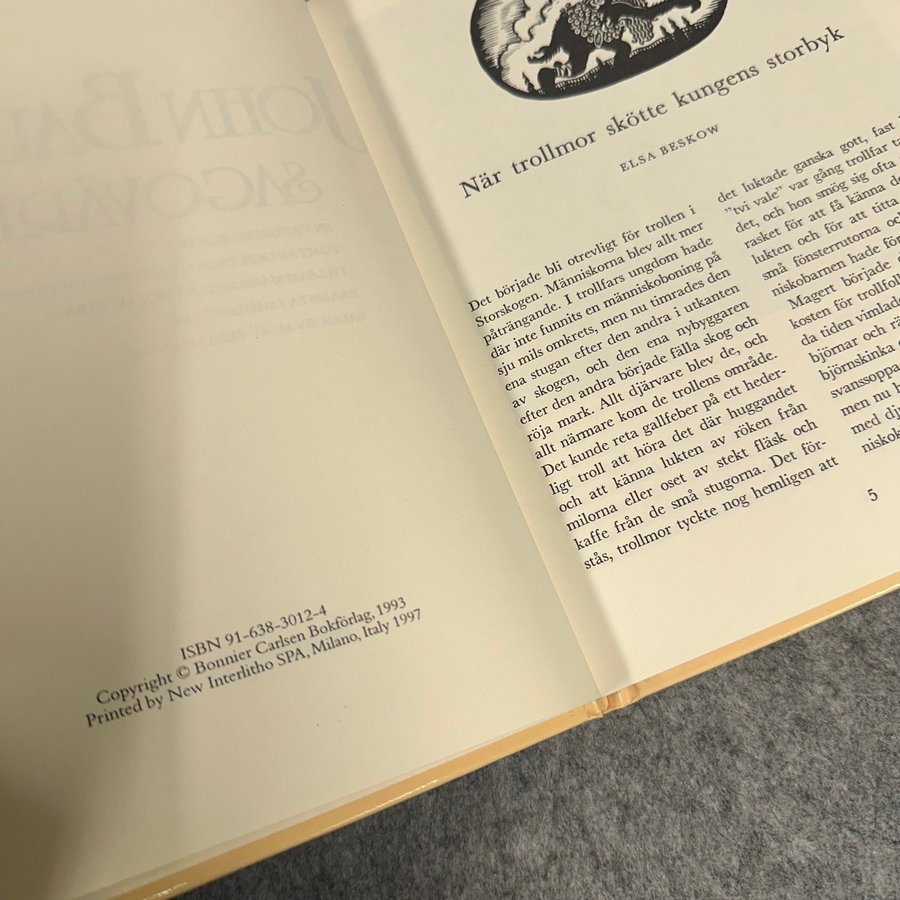 ISBN 91-638-3012-4
Copyright © Bonnier Carlsen Bokförlag, 1993
Printed by New Interlitho SPA, Milano, Italy 1997
När trollmor skötte kungens storbyk
ELSA BESKOW
Det började bli otrevligt för trollen i
Storskogen. Människorna blev allt mer
påträngande. I trollfars ungdom hade
där inte funnits en människoboning på
sju mils omkrets, men nu timrades den
ena stugan efter den andra i utkanten
av skogen, och den ena nybyggaren
efter den andra började fälla skog och
röja mark. Allt djärvare blev de, och
allt närmare kom de trollens område.
Det kunde reta gallfeber på ett heder-
ligt troll att höra det där huggandet
och att känna lukten av röken från
milorna eller oset av stekt fläsk och
kaffe från de små stugorna. Det för-
stås, trollmor tyckte nog hemligen att
det luktade ganska gott, fast
"tvi vale" var gång trollfar
det, och hon smög sig ofta
rasket för att få känna
lukten och för att titta
små fönsterrutorna
niskobarnen hade
Magert började
kosten för
da tiden
björnar och
björnskinka
svanssoppa
men nu
med
5